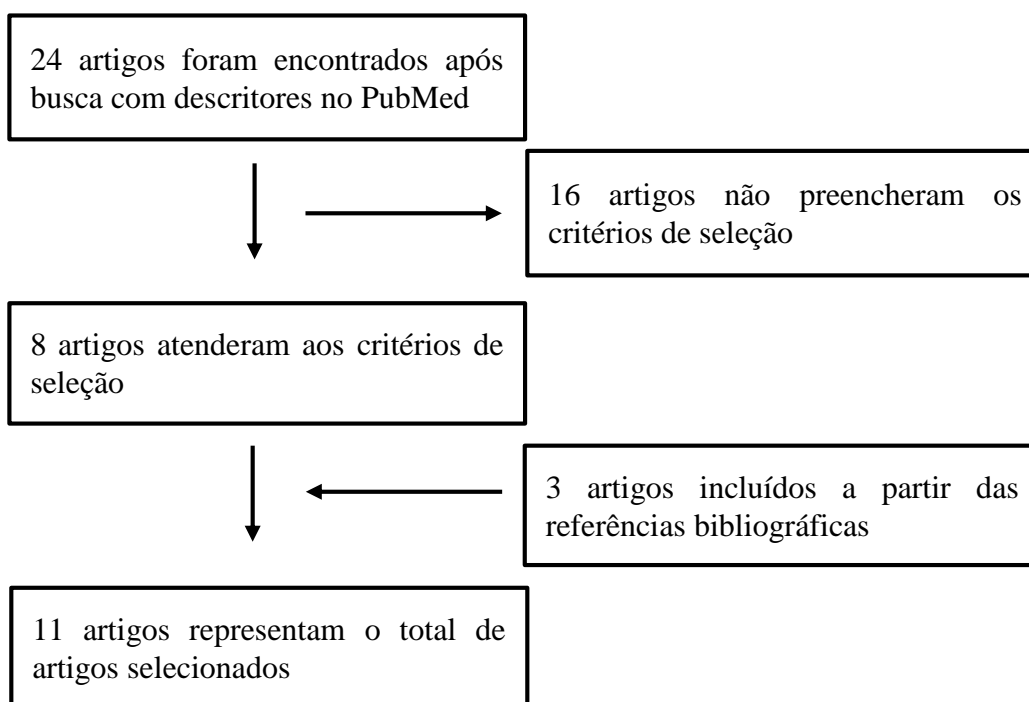 24 artigos foram encontrados após
busca com descritores no PubMed
16 artigos não preencheram os
critérios de seleção
8 artigos atenderam aos critérios de
seleção
3 artigos incluídos a partir das
referências bibliográficas
11 artigos representam o total de
artigos selecionados